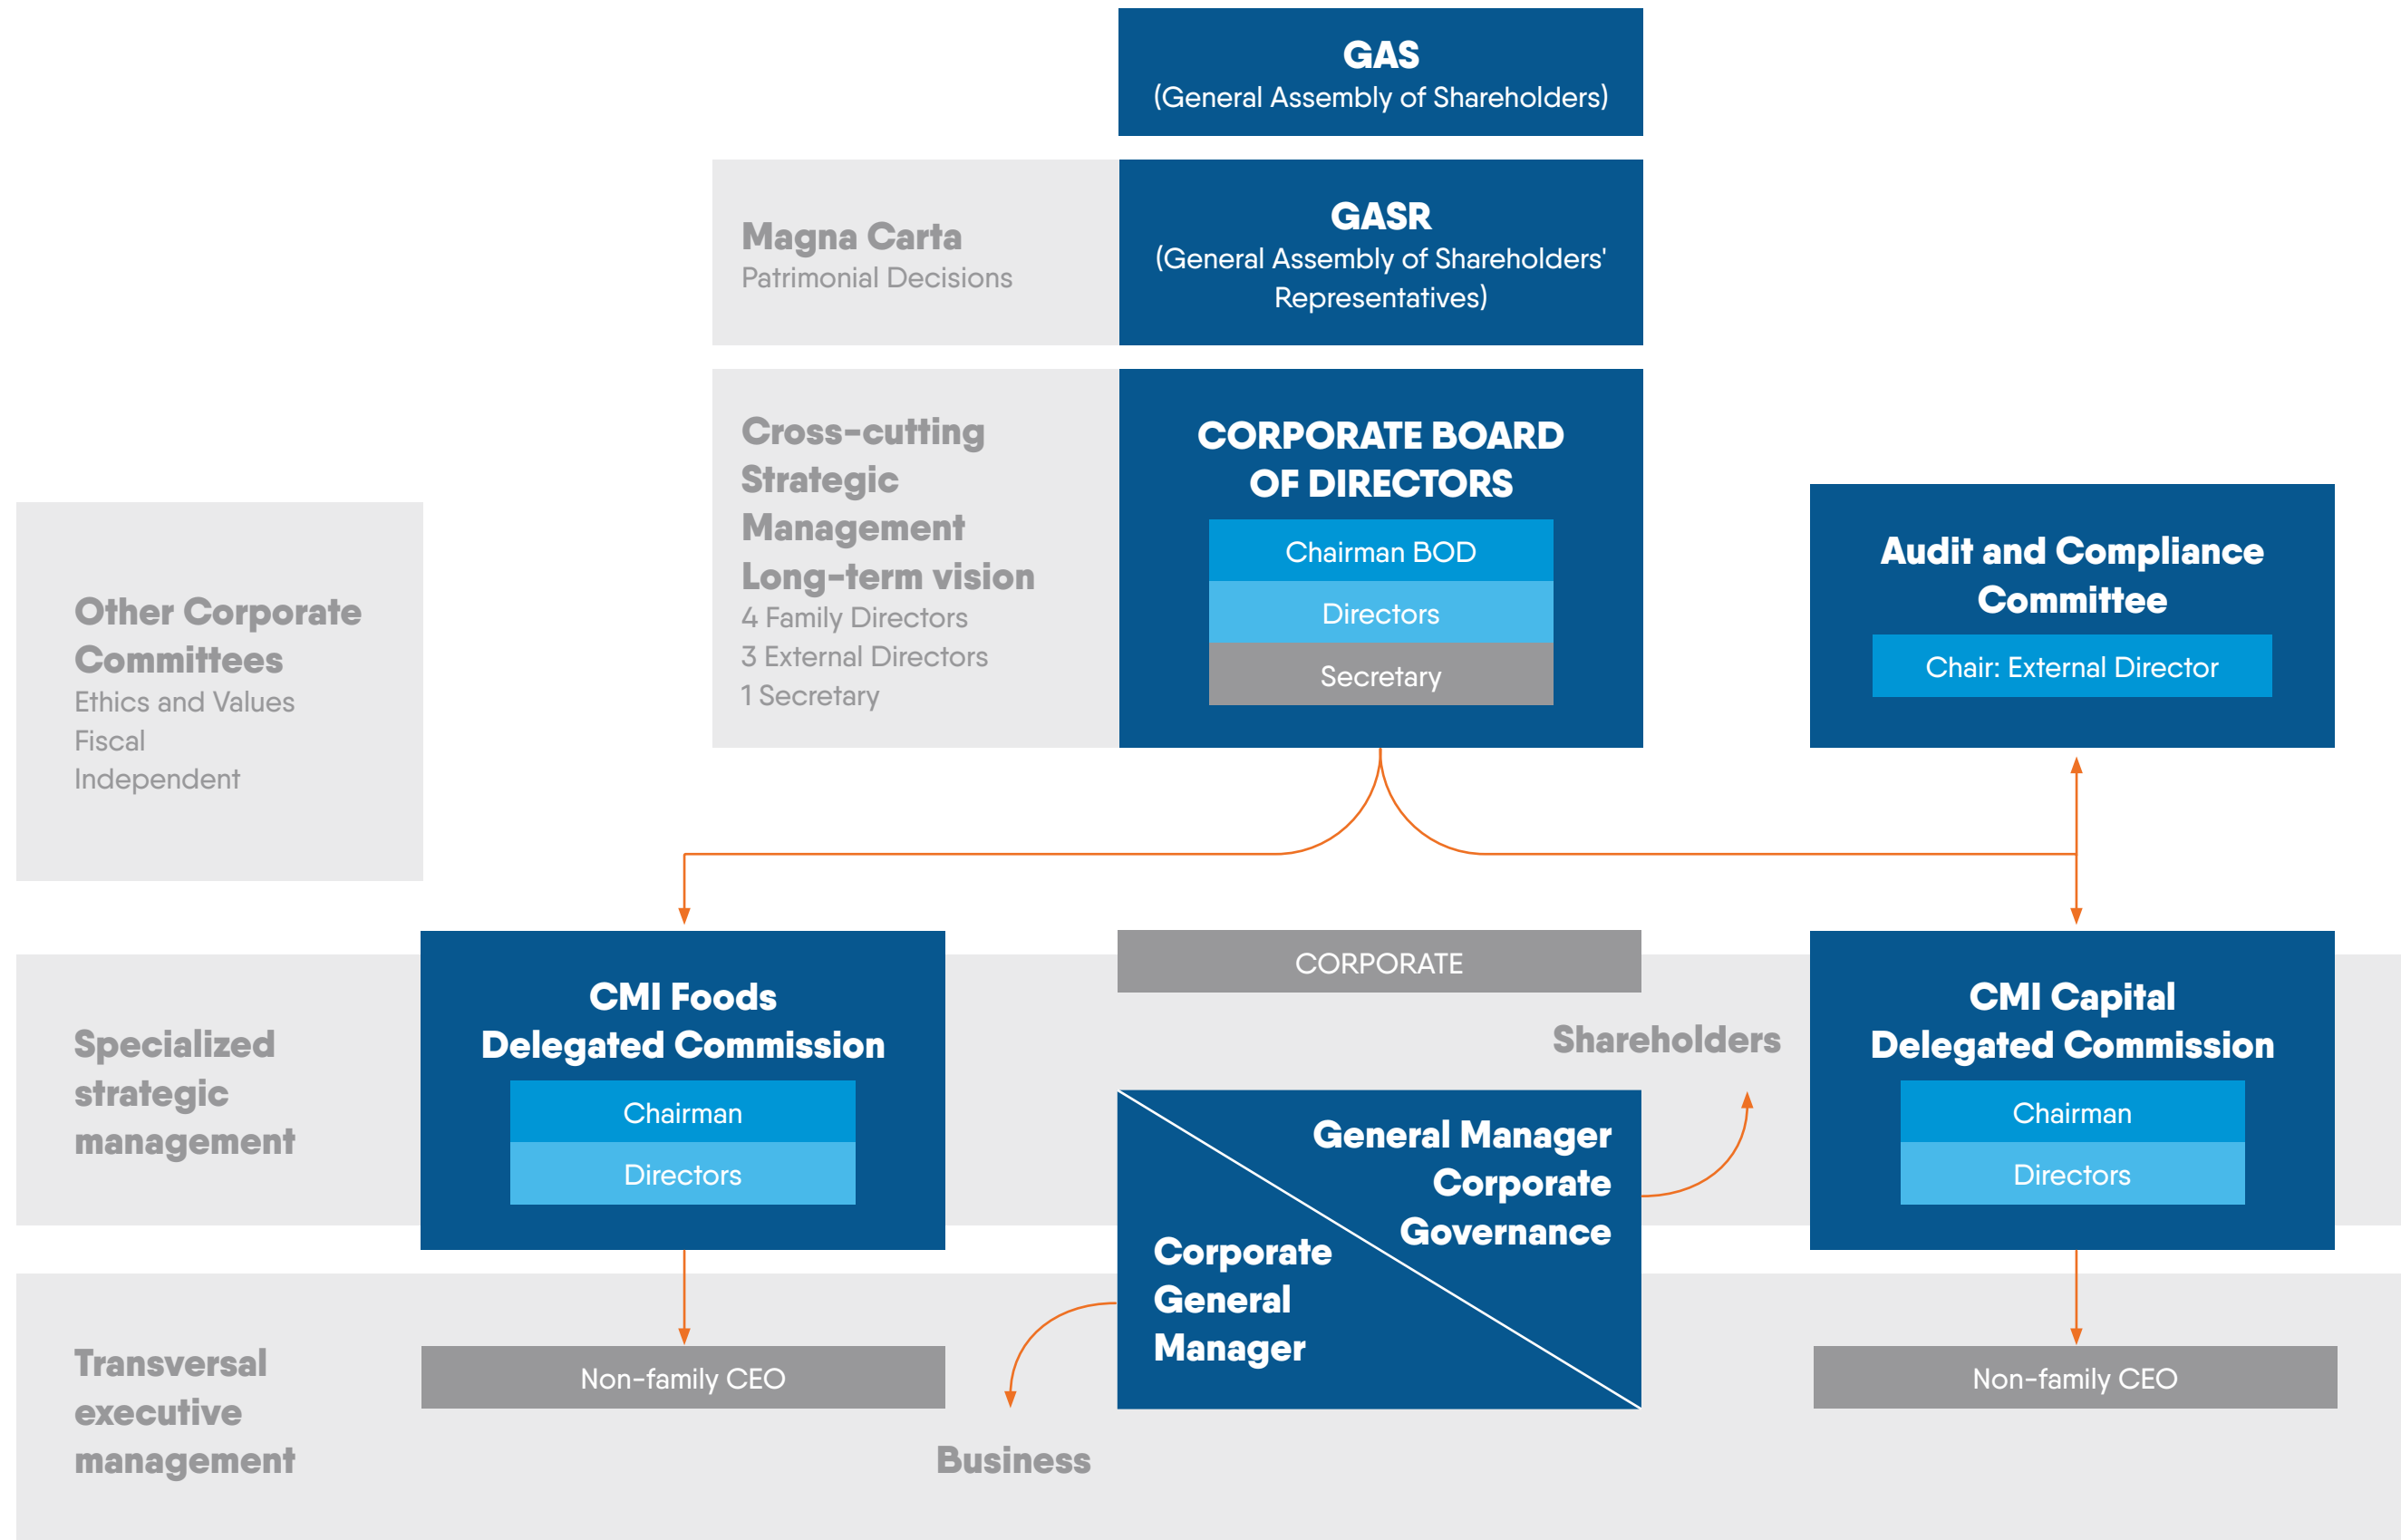 GAS
(General Assembly of Shareholders)
Magna Carta
Patrimonial Decisions
GASR
(General Assembly of Shareholders'
Representatives)
Cross-cutting
Strategic
Management
Long-term vision
4 Family Directors
3 External Directors
1 Secretary
CORPORATE BOARD
OF DIRECTORS
Chairman BOD
Directors
Secretary
Audit and Compliance
Committee
Chair: External Director
Other Corporate
Committees
Ethics and Values
Fiscal
Independent
Specialized
strategic
management
CMI Foods
Delegated Commission
Chairman
Directors
CORPORATE
Shareholders
General Manager
Corporate
Governance
Corporate
General
Manager
CMI Capital
Delegated Commission
Chairman
Directors
Transversal
executive
management
Non-family CEO
Business
Non-family CEO